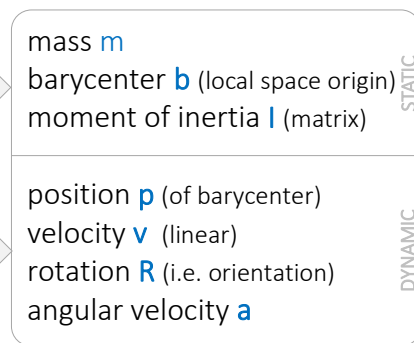 mass m
barycenter b (local space origin)
moment of inertia I (matrix)
STATIC
position p (of barycenter)
velocity v (linear)
rotation R (i.e. orientation)
angular velocity a
DYNAMIC